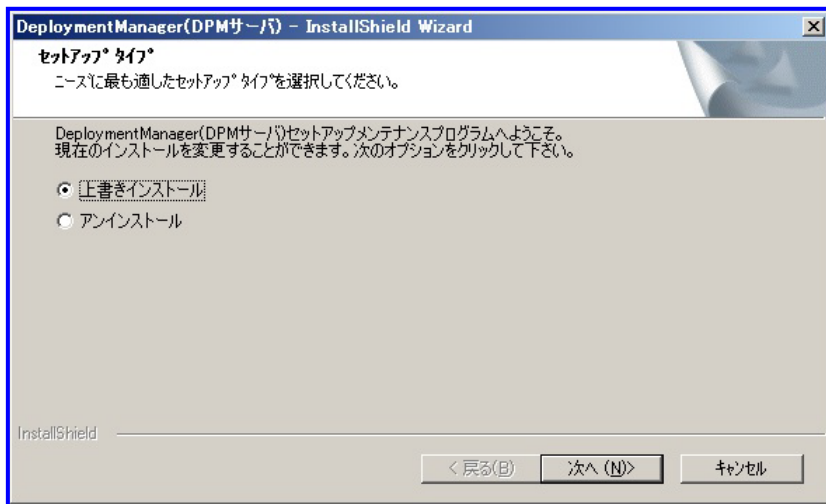 DeploymentManager(DPMサーバ) - InstallShield Wizard
セットアップ タイプ
ニーズに最も適したセットアップ タイプを選択してください。
DeploymentManager(DPMサーバ)セットアップメンテナンスプログラムへようこそ。
現在のインストールを変更することができます。次のオプションをクリックして下さい。
上書きインストール
アンインストール
InstallShield
< 戻る(B)
次へ (N)>
キャンセル